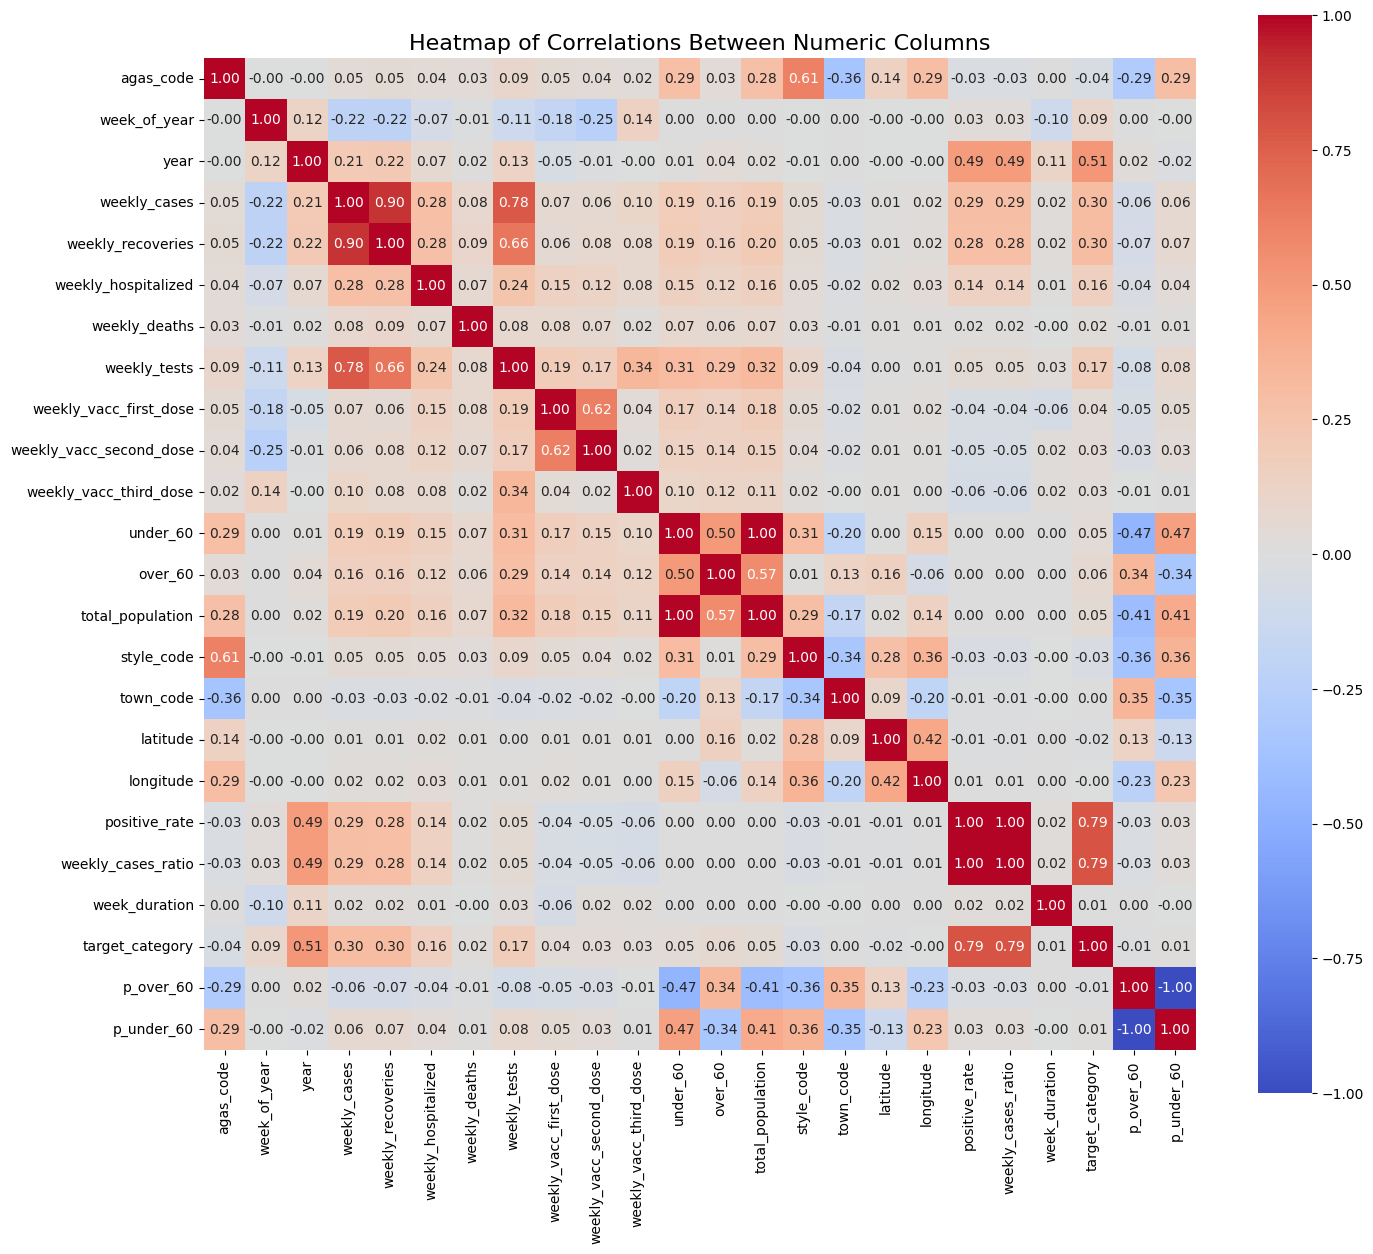 Heatmap of Correlations Between Numeric Columns
agas_code 1.00 -0.00 -0.00 0.05 0.05 0.04 0.03 0.09 0.05 0.04 0.02 0.29 0.03 0.28 0.61 -0.36 0.14 0.29 -0.03 -0.03 0.00 -0.04 -0.29 0.29
week_of_year -0.00 1.00 0.12 -0.22 -0.22 -0.07 -0.01 -0.11 -0.18 -0.25 0.14 0.00 0.00 0.00 -0.00 0.00 -0.00 -0.00 0.03 0.03 -0.10 0.09 0.00 -0.00
year -0.00 0.12 1.00 0.21 0.22 0.07 0.02 0.13 -0.05 -0.01 -0.00 0.01 0.04 0.02 -0.01 0.00 -0.00 -0.00 0.49 0.49 0.11 0.51 0.02 -0.02
weekly_cases 0.05 -0.22 0.21 1.00 0.90 0.28 0.08 0.78 0.07 0.06 0.10 0.19 0.16 0.19 0.05 -0.03 0.01 0.02 0.29 0.29 0.02 0.30 -0.06 0.06
weekly_recoveries 0.05 -0.22 0.22 0.90 1.00 0.28 0.09 0.66 0.06 0.08 0.08 0.19 0.16 0.20 0.05 -0.03 0.01 0.02 0.28 0.28 0.02 0.30 -0.07 0.07
weekly_hospitalized 0.04 -0.07 0.07 0.28 0.28 1.00 0.07 0.24 0.15 0.12 0.08 0.15 0.12 0.16 0.05 -0.02 0.02 0.03 0.14 0.14 0.01 0.16 -0.04 0.04
weekly_deaths 0.03 -0.01 0.02 0.08 0.09 0.07 1.00 0.08 0.08 0.07 0.02 0.07 0.06 0.07 0.03 -0.01 0.01 0.01 0.02 0.02 -0.00 0.02 -0.01 0.01
weekly_tests 0.09 -0.11 0.13 0.78 0.66 0.24 0.08 1.00 0.19 0.17 0.34 0.31 0.29 0.32 0.09 -0.04 0.00 0.01 0.05 0.05 0.03 0.17 -0.08 0.08
weekly_vacc_first_dose 0.05 -0.18 -0.05 0.07 0.06 0.15 0.08 0.19 1.00 0.62 0.04 0.17 0.14 0.18 0.05 -0.02 0.01 0.02 -0.04 -0.04 -0.06 0.04 -0.05 0.05
weekly_vacc_second_dose 0.04 -0.25 -0.01 0.06 0.08 0.12 0.07 0.17 0.62 1.00 0.02 0.15 0.14 0.15 0.04 -0.02 0.01 0.01 -0.05 -0.05 0.02 0.03 -0.03 0.03
weekly_vacc_third_dose 0.02 0.14 -0.00 0.10 0.08 0.08 0.02 0.34 0.04 0.02 1.00 0.10 0.12 0.11 0.02 -0.00 0.01 0.00 -0.06 -0.06 0.02 0.03 -0.01 0.01
under_60 0.29 0.00 0.01 0.19 0.19 0.15 0.07 0.31 0.17 0.15 0.10 1.00 0.50 1.00 0.31 -0.20 0.00 0.15 0.00 0.00 0.00 0.05 -0.47 0.47
over_60 0.03 0.00 0.04 0.16 0.16 0.12 0.06 0.29 0.14 0.14 0.12 0.50 1.00 0.57 0.01 0.13 0.16 -0.06 0.00 0.00 0.00 0.06 0.34 -0.34
total_population 0.28 0.00 0.02 0.19 0.20 0.16 0.07 0.32 0.18 0.15 0.11 1.00 0.57 1.00 0.29 -0.17 0.02 0.14 0.00 0.00 0.00 0.05 -0.41 0.41
style_code 0.61 -0.00 -0.01 0.05 0.05 0.05 0.03 0.09 0.05 0.04 0.02 0.31 0.01 0.29 1.00 -0.34 0.28 0.36 -0.03 -0.03 -0.00 -0.03 -0.36 0.36
town_code -0.36 0.00 0.00 -0.03 -0.03 -0.02 -0.01 -0.04 -0.02 -0.02 -0.00 -0.20 0.13 -0.17 -0.34 1.00 0.09 -0.20 -0.01 -0.01 -0.00 0.00 0.35 -0.35
latitude 0.14 -0.00 -0.00 0.01 0.01 0.02 0.01 0.00 0.01 0.01 0.01 0.00 0.16 0.02 0.28 0.09 1.00 0.42 -0.01 -0.01 0.00 -0.02 0.13 -0.13
longitude 0.29 -0.00 -0.00 0.02 0.02 0.03 0.01 0.01 0.02 0.01 0.00 0.15 -0.06 0.14 0.36 -0.20 0.42 1.00 0.01 0.01 0.00 -0.00 -0.23 0.23
positive_rate -0.03 0.03 0.49 0.29 0.28 0.14 0.02 0.05 -0.04 -0.05 -0.06 0.00 0.00 0.00 -0.03 -0.01 -0.01 0.01 1.00 1.00 0.02 0.79 -0.03 0.03
weekly_cases_ratio -0.03 0.03 0.49 0.29 0.28 0.14 0.02 0.05 -0.04 -0.05 -0.06 0.00 0.00 0.00 -0.03 -0.01 -0.01 0.01 1.00 1.00 0.02 0.79 -0.03 0.03
week_duration 0.00 -0.10 0.11 0.02 0.02 0.01 -0.00 0.03 -0.06 0.02 0.02 0.00 0.00 0.00 -0.00 -0.00 0.00 0.00 0.02 0.02 1.00 0.01 0.00 -0.00
target_category -0.04 0.09 0.51 0.30 0.30 0.16 0.02 0.17 0.04 0.03 0.03 0.05 0.06 0.05 -0.03 0.00 -0.02 -0.00 0.79 0.79 0.01 1.00 -0.01 0.01
p_over_60 -0.29 0.00 0.02 -0.06 -0.07 -0.04 -0.01 -0.08 -0.05 -0.03 -0.01 -0.47 0.34 -0.41 -0.36 0.35 0.13 -0.23 -0.03 -0.03 0.00 -0.01 1.00 -1.00
p_under_60 0.29 -0.00 -0.02 0.06 0.07 0.04 0.01 0.08 0.05 0.03 0.01 0.47 -0.34 0.41 0.36 -0.35 -0.13 0.23 0.03 0.03 -0.00 0.01 -1.00 1.00
agas_code
week_of_year
year
weekly_cases
weekly_recoveries
weekly_hospitalized
weekly_deaths
weekly_tests
weekly_vacc_first_dose
weekly_vacc_second_dose
weekly_vacc_third_dose
under_60
over_60
total_population
style_code
town_code
latitude
longitude
positive_rate
weekly_cases_ratio
week_duration
target_category
p_over_60
p_under_60
1.00
0.75
0.50
0.25
0.00
−0.25
−0.50
−0.75
−1.00